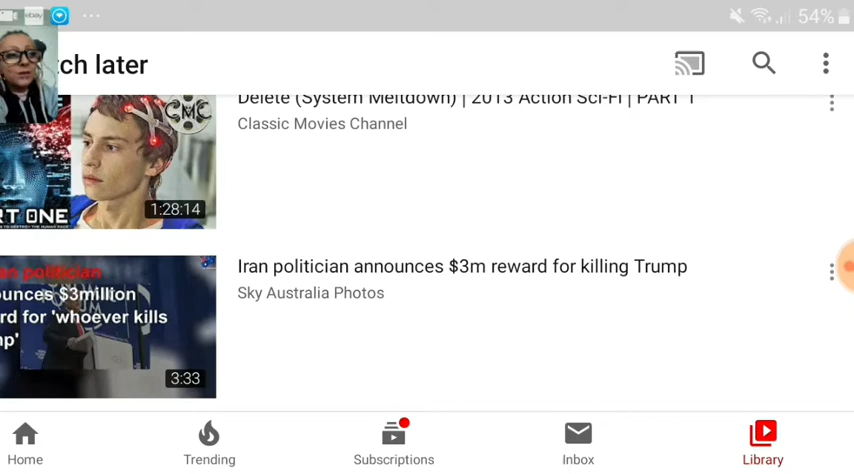 ebay
54%
tch later
Delete (System Meltdown) | 2013 Action Sci-Fi | PART 1
Classic Movies Channel
CMC
RT ONE
1:28:14
Iran politician announces $3m reward for killing Trump
Sky Australia Photos
an politician
ounces $3million
rd for 'whoever kills
mp'
3:33
Home
Trending
Subscriptions
Inbox
Library